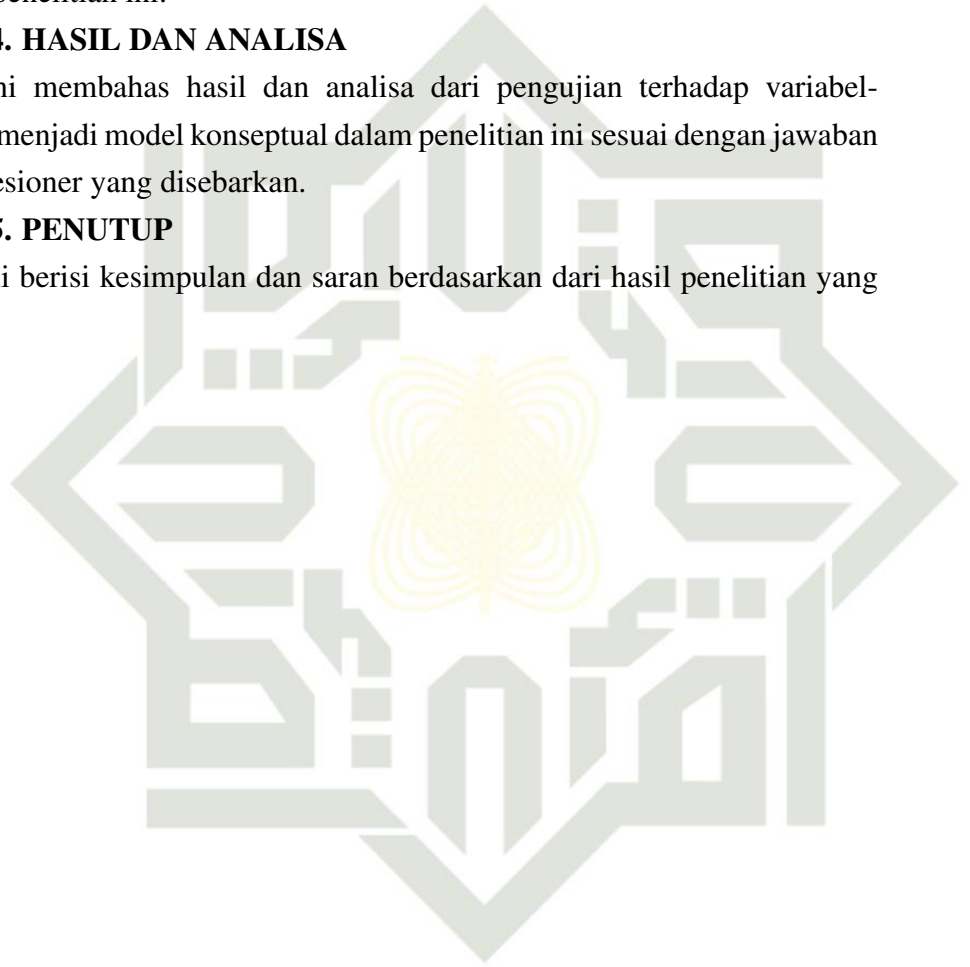 penelitian ini.
4. HASIL DAN ANALISA
ni membahas hasil dan analisa dari pengujian terhadap variabel-
menjadi model konseptual dalam penelitian ini sesuai dengan jawaban
esioner yang disebarkan.
5. PENUTUP
i berisi kesimpulan dan saran berdasarkan dari hasil penelitian yang